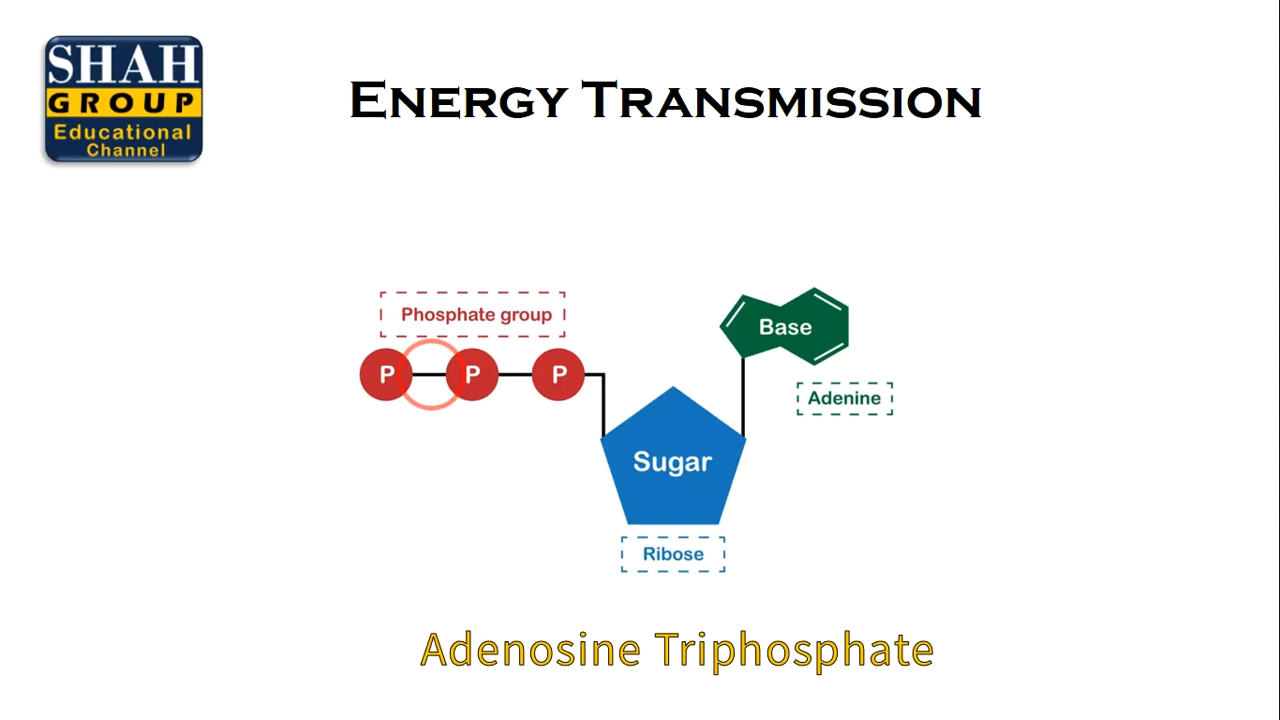 SHAH
GROUP
Educational
Channel
ENERGY TRANSMISSION
Phosphate group
P P P
Base
Adenine
Sugar
Ribose
Adenosine Triphosphate